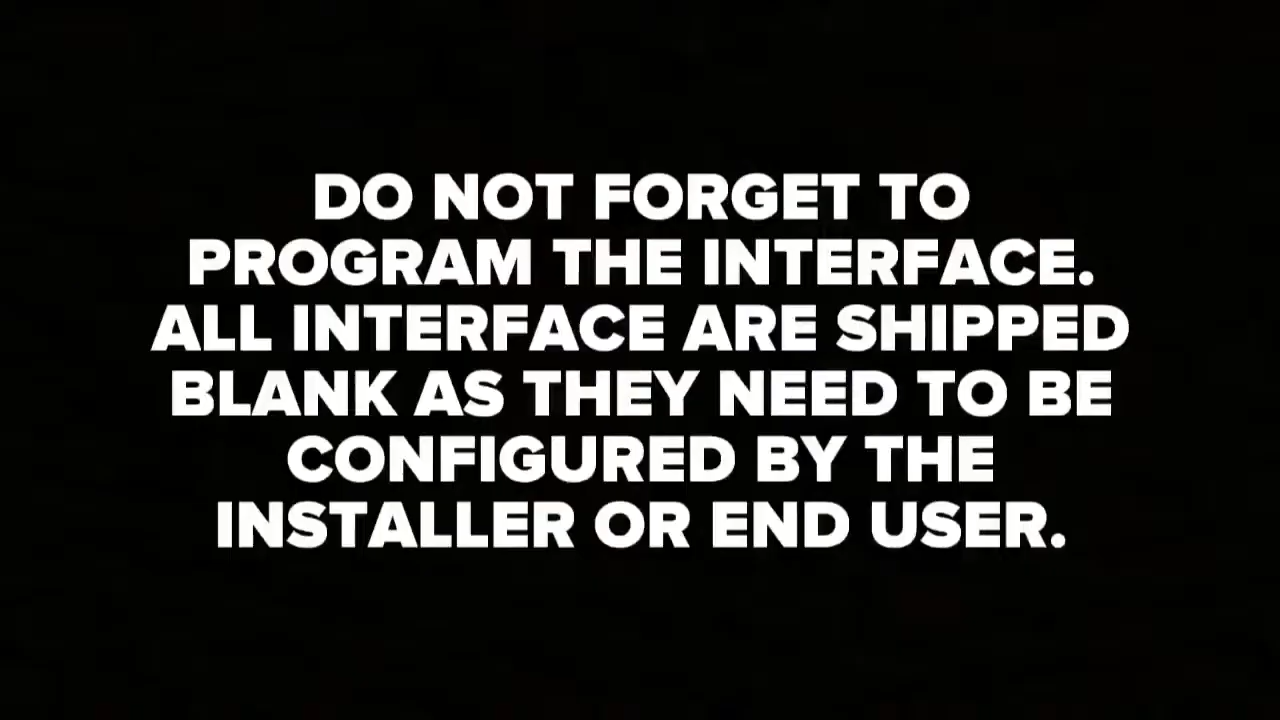 DO NOT FORGET TO
PROGRAM THE INTERFACE.
ALL INTERFACE ARE SHIPPED
BLANK AS THEY NEED TO BE
CONFIGURED BY THE
INSTALLER OR END USER.